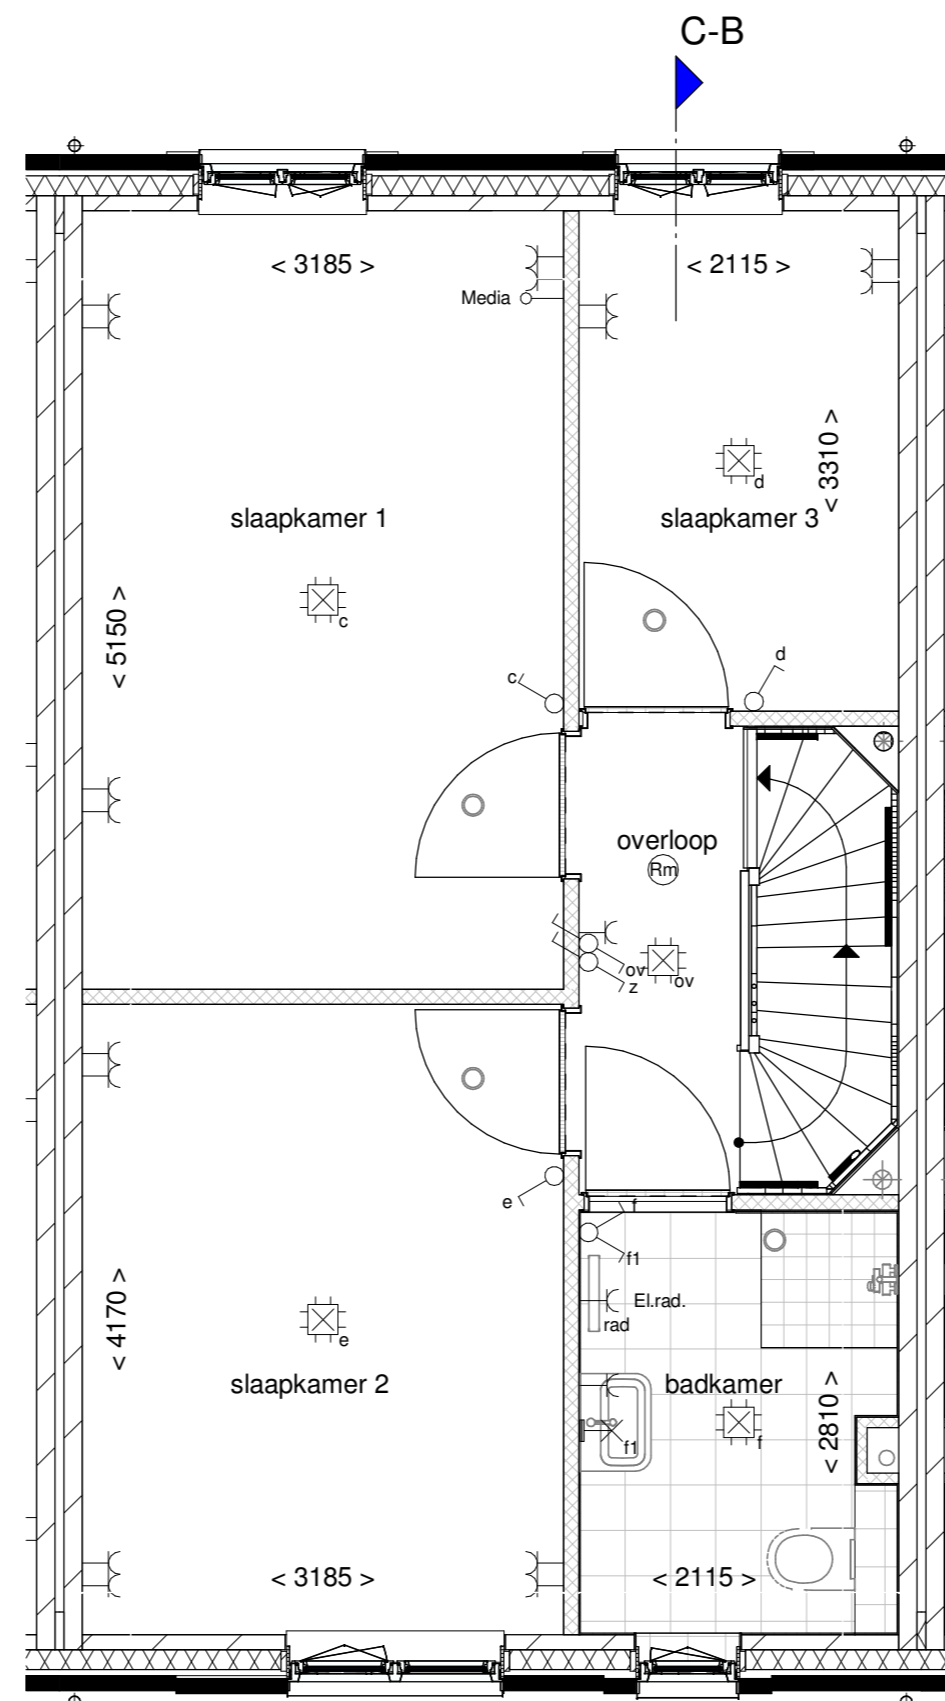 C-B
< 3185 >
< 2115 >
Media
< 3310 >
d
slaapkamer 1
slaapkamer 3
c
< 5150 >
c
d
overloop
Rm
ov
z
ov
e
f
f1
El.rad.
rad
< 4170 >
e
slaapkamer 2
badkamer
< 2810 >
f1
f
< 3185 >
< 2115 >